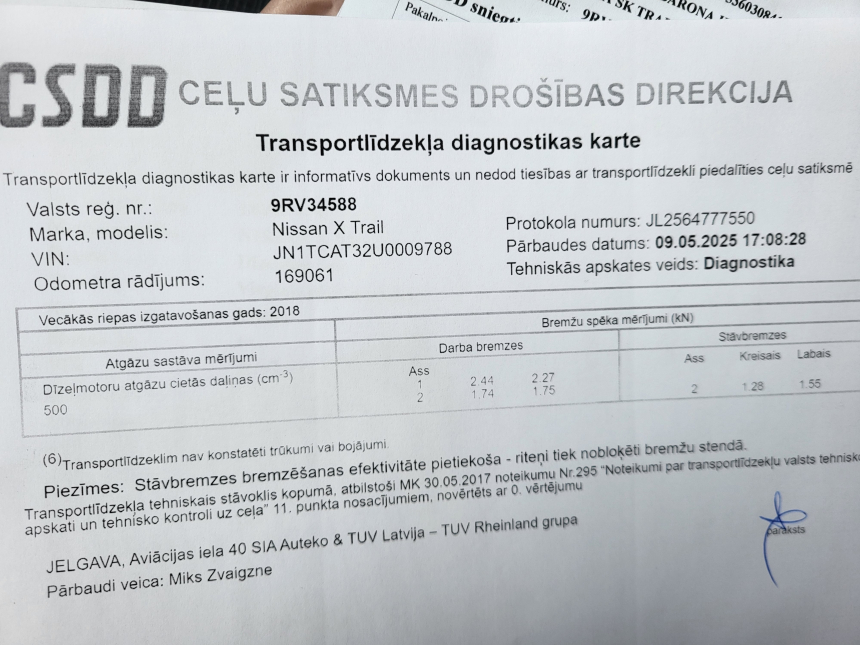 Pakalno
D snient
nurs: 9RV
SK TRA
ARONA
CSDD CEĻU SATIKSMES DROŠĪBAS DIREKCIJA
Transportlīdzekļa diagnostikas karte
Transportlīdzekļa diagnostikas karte ir informatīvs dokuments un nedod tiesības ar transportlīdzekli piedalīties ceļu satiksmē
Valsts reģ. nr.: 9RV34588
Marka, modelis: Nissan X Trail
Protokola numurs: JL2564777550
VIN: JN1TCAT32U0009788
Pārbaudes datums: 09.05.2025 17:08:28
Odometra rādījums: 169061
Tehniskās apskates veids: Diagnostika
Vecākās riepas izgatavošanas gads: 2018
Bremžu spēka mērījumi (kN)
Atgāzu sastāva mērījumi
Darba bremzes
Stāvbremzes
Dīzeļmotoru atgāzu cietās daļiņas (cm⁻³)
500
Ass
1 2.44 2.27
2 1.74 1.75
Ass Kreisais Labais
2 1.28 1.55
(6)Transportlīdzeklim nav konstatēti trūkumi vai bojājumi.
Piezīmes: Stāvbremzes bremzēšanas efektivitāte pietiekoša - riteņi tiek nobloķēti bremžu stendā.
Transportlīdzekļa tehniskais stāvoklis kopumā, atbilstoši MK 30.05.2017 noteikumu Nr.295 "Noteikumi par transportlīdzekļu valsts tehnisko
apskati un tehnisko kontroli uz ceļa" 11. punkta nosacījumiem, novērtēts ar 0. vērtējumu
JELGAVA, Aviācijas iela 40 SIA Auteko & TUV Latvija – TUV Rheinland grupa
Pārbaudi veica: Miks Zvaigzne
paraksts